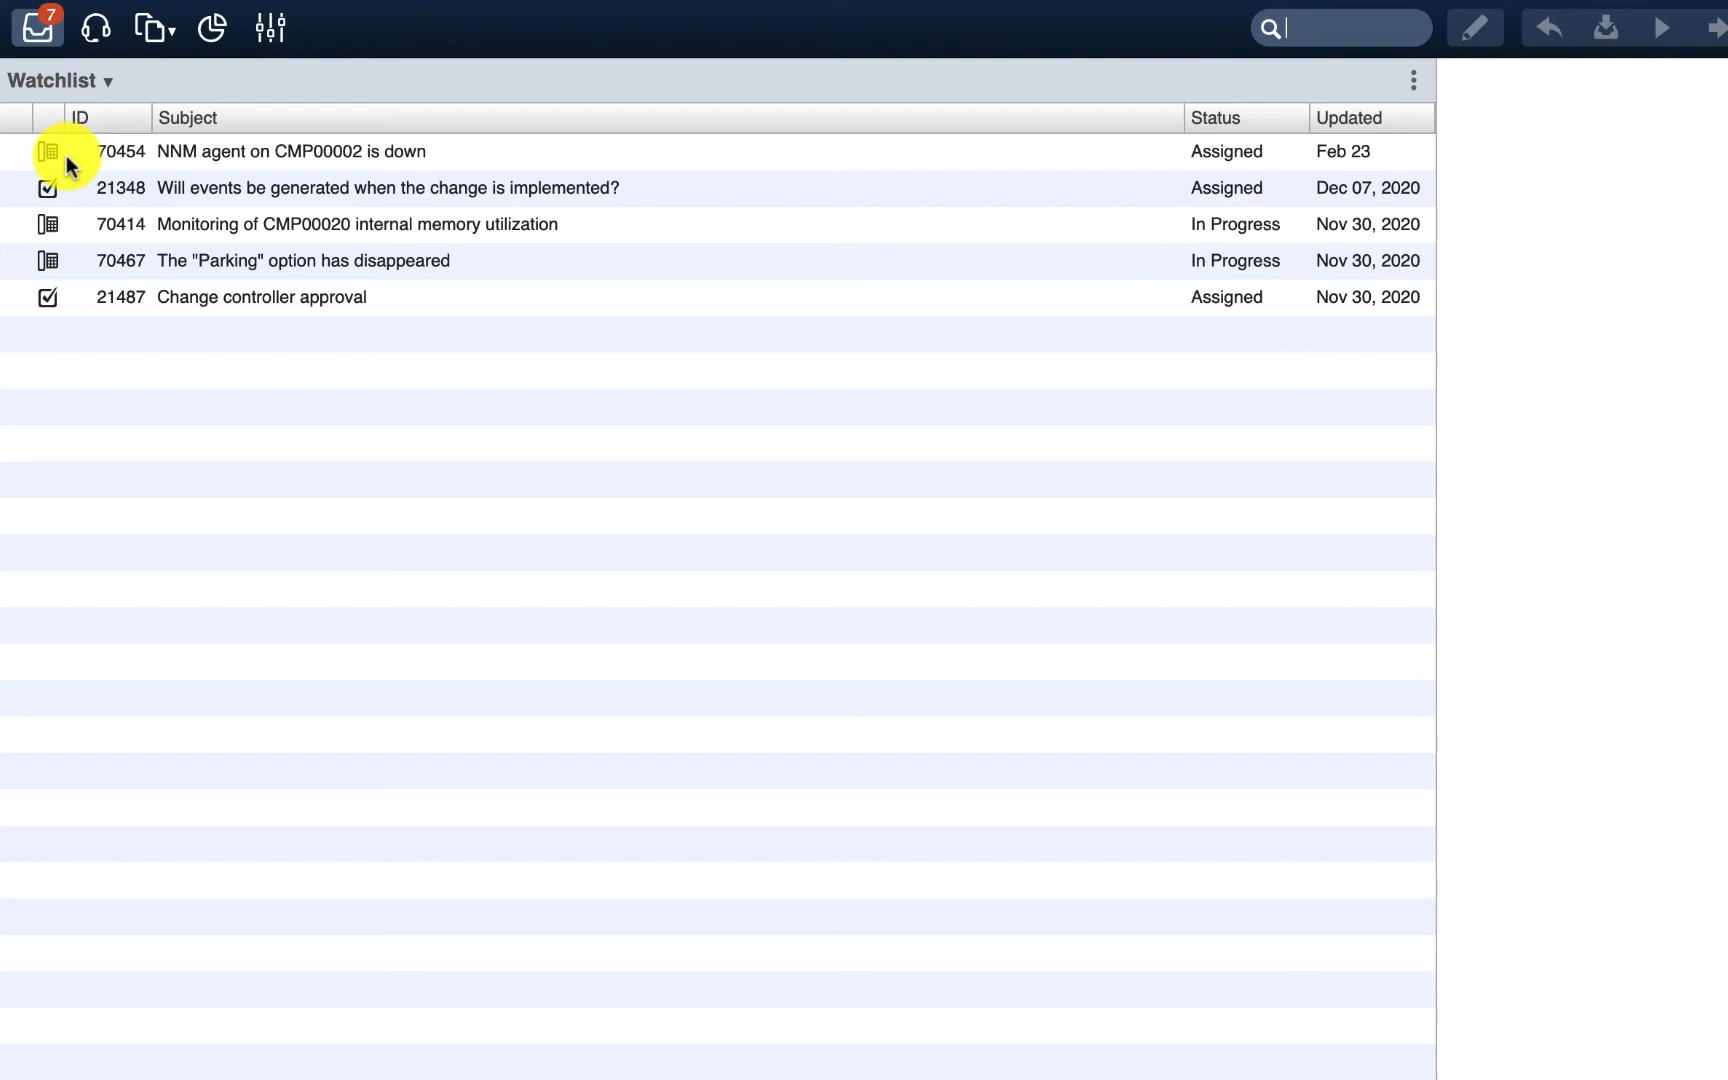 7
Watchlist ▾
ID Subject Status Updated
70454 NNM agent on CMP00002 is down Assigned Feb 23
21348 Will events be generated when the change is implemented? Assigned Dec 07, 2020
70414 Monitoring of CMP00020 internal memory utilization In Progress Nov 30, 2020
70467 The "Parking" option has disappeared In Progress Nov 30, 2020
21487 Change controller approval Assigned Nov 30, 2020